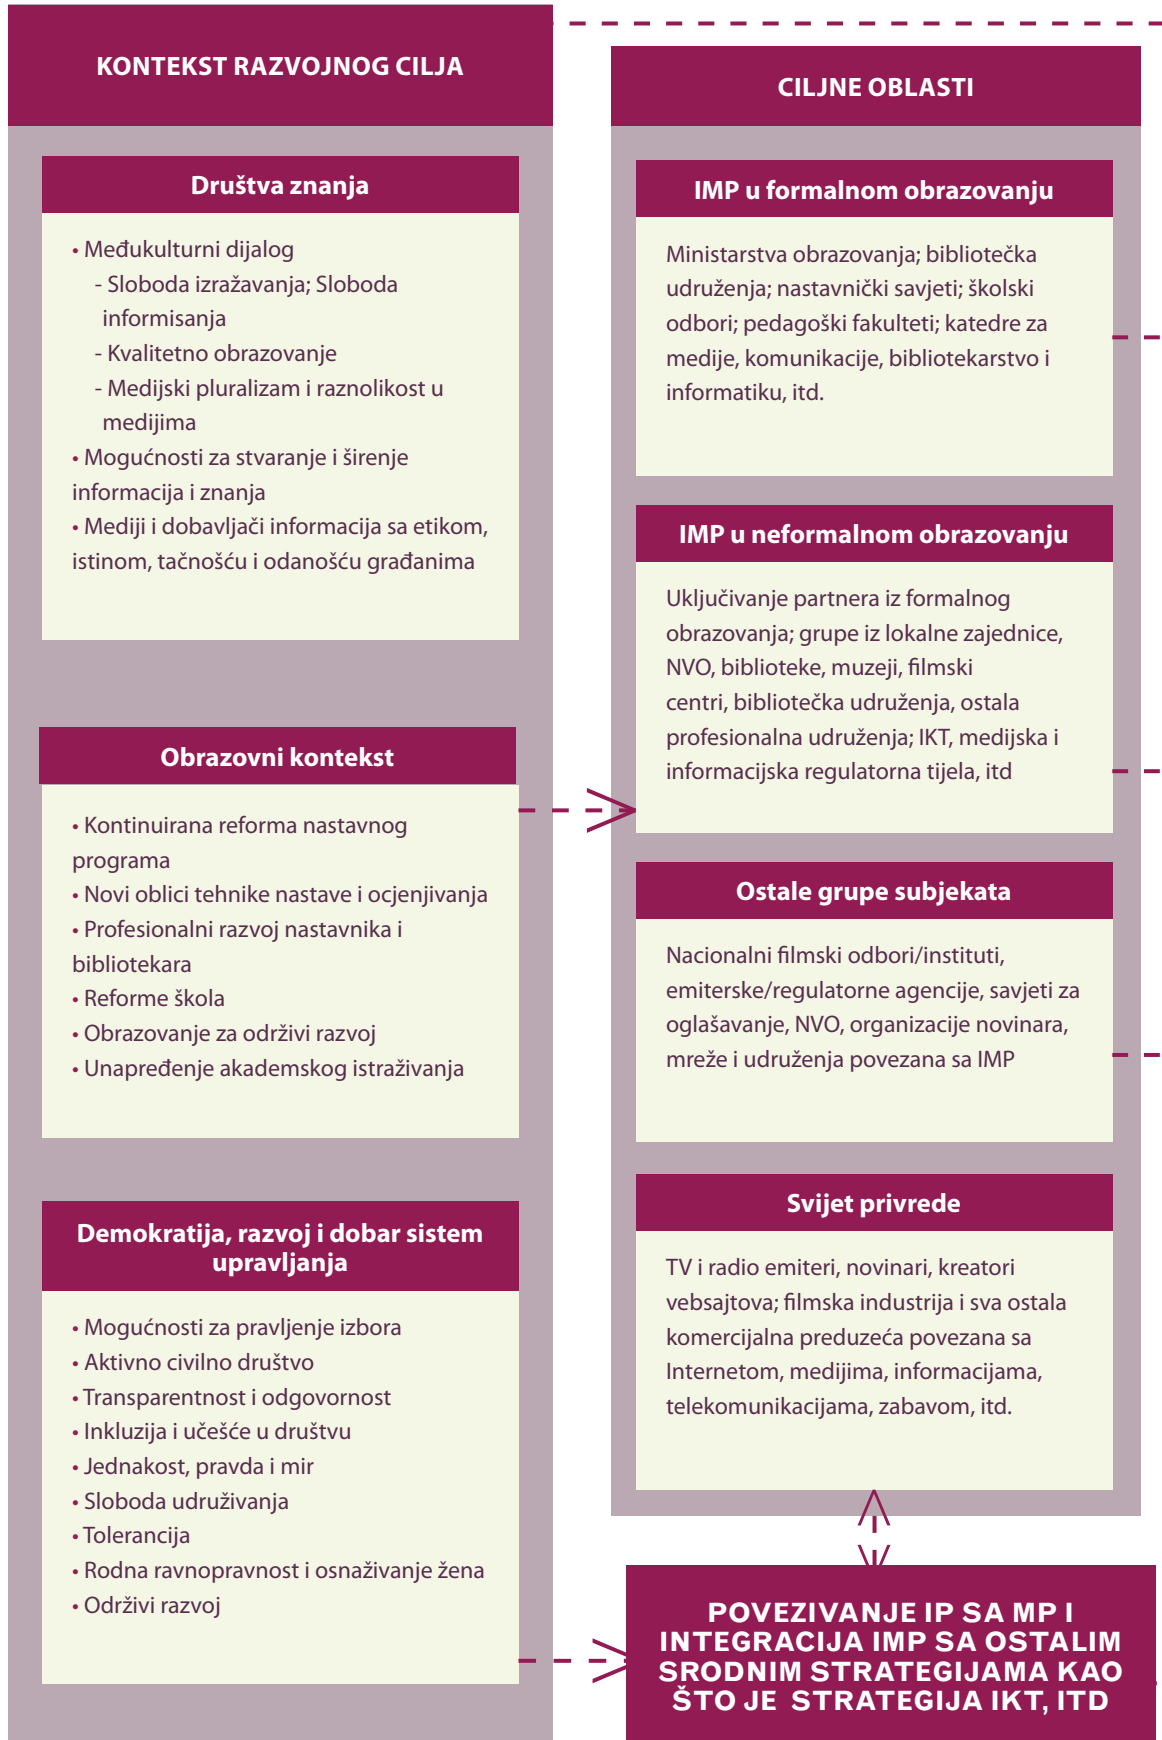 KONTEKST RAZVOJNOG CILJA
Društva znanja
• Međukulturni dijalog
- Sloboda izražavanja; Sloboda
informisanja
- Kvalitetno obrazovanje
- Medijski pluralizam i raznolikost u
medijima
• Mogućnosti za stvaranje i širenje
informacija i znanja
• Mediji i dobavljači informacija sa etikom,
istinom, tačnošću i odanošću građanima
Obrazovni kontekst
• Kontinuirana reforma nastavnog
programa
• Novi oblici tehnike nastave i ocjenjivanja
• Profesionalni razvoj nastavnika i
bibliotekara
• Reforme škola
• Obrazovanje za održivi razvoj
• Unapređenje akademskog istraživanja
Demokratija, razvoj i dobar sistem
upravljanja
• Mogućnosti za pravljenje izbora
• Aktivno civilno društvo
• Transparentnost i odgovornost
• Inkluzija i učešće u društvu
• Jednakost, pravda i mir
• Sloboda udruživanja
• Tolerancija
• Rodna ravnopravnost i osnaživanje žena
• Održivi razvoj
CILJNE OBLASTI
IMP u formalnom obrazovanju
Ministarstva obrazovanja; bibliotečka
udruženja; nastavnički savjeti; školski
odbori; pedagoški fakulteti; katedre za
medije, komunikacije, bibliotekarstvo i
informatiku, itd.
IMP u neformalnom obrazovanju
Uključivanje partnera iz formalnog
obrazovanja; grupe iz lokalne zajednice,
NVO, biblioteke, muzeji, filmski
centri, bibliotečka udruženja, ostala
profesionalna udruženja; IKT, medijska i
informacijska regulatorna tijela, itd
Ostale grupe subjekata
Nacionalni filmski odbori/instituti,
emiterske/regulatorne agencije, savjeti za
oglašavanje, NVO, organizacije novinara,
mreže i udruženja povezana sa IMP
Svijet privrede
TV i radio emiteri, novinari, kreatori
vebsajtova; filmska industrija i sva ostala
komercijalna preduzeća povezana sa
Internetom, medijima, informacijama,
telekomunikacijama, zabavom, itd.
POVEZIVANJE IP SA MP I
INTEGRACIJA IMP SA OSTALIM
SRODNIM STRATEGIJAMA KAO
ŠTO JE STRATEGIJA IKT, ITD